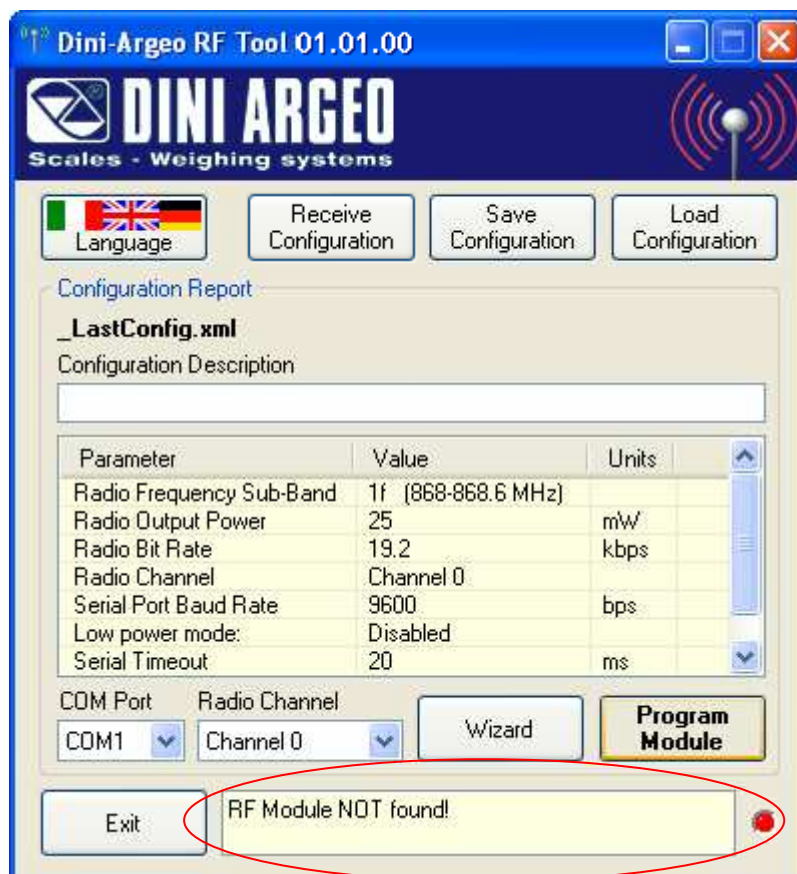 Dini-Argeo RF Tool 01.01.00
DINI ARGEO
Scales - Weighing systems
Language
Receive Configuration
Save Configuration
Load Configuration
Configuration Report
_LastConfig.xml
Configuration Description
Parameter Value Units
Radio Frequency Sub-Band 1f (868-868.6 MHz)
Radio Output Power 25 mW
Radio Bit Rate 19.2 kbps
Radio Channel Channel 0
Serial Port Baud Rate 9600 bps
Low power mode: Disabled
Serial Timeout 20 ms
COM Port Radio Channel
COM1 Channel 0 Wizard Program Module
Exit RF Module NOT found!